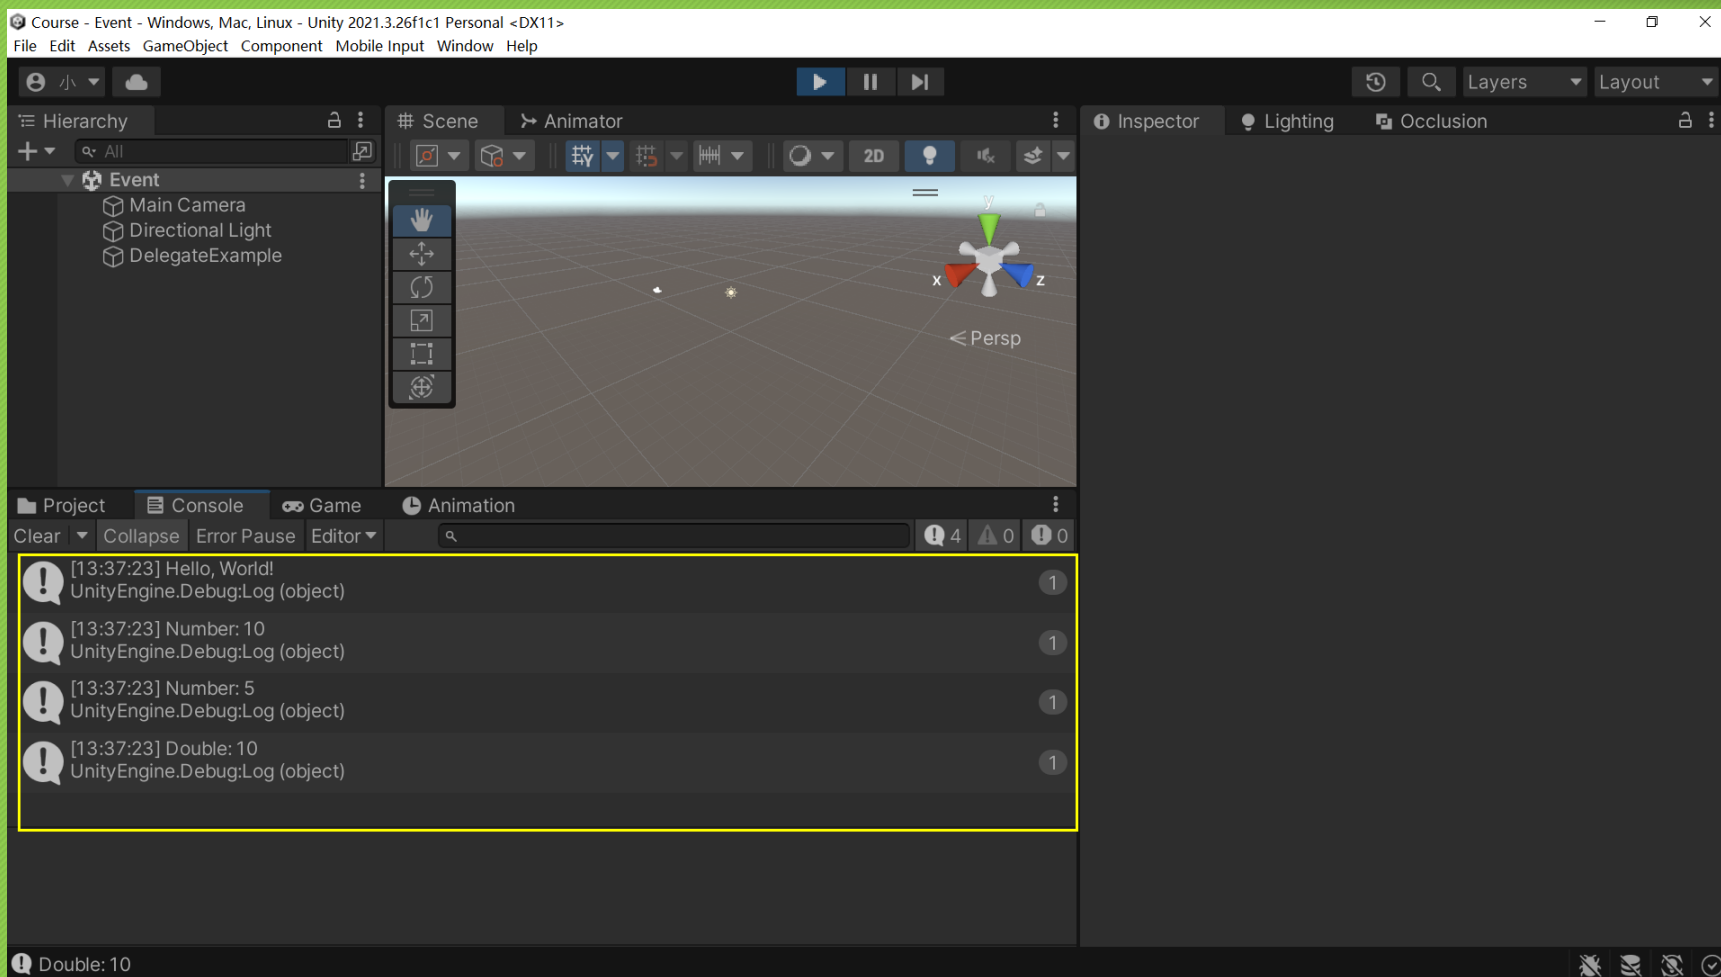 Course - Event - Windows, Mac, Linux - Unity 2021.3.26f1c1 Personal <DX11>
File Edit Assets GameObject Component Mobile Input Window Help
小 Layers Layout
Hierarchy Scene Animator Inspector Lighting Occlusion
All 2D
Event
Main Camera
Directional Light
DelegateExample
y
x z
Persp
Project Console Game Animation
Clear Collapse Error Pause Editor 4 0 0
[13:37:23] Hello, World!
UnityEngine.Debug:Log (object) 1
[13:37:23] Number: 10
UnityEngine.Debug:Log (object) 1
[13:37:23] Number: 5
UnityEngine.Debug:Log (object) 1
[13:37:23] Double: 10
UnityEngine.Debug:Log (object) 1
Double: 10